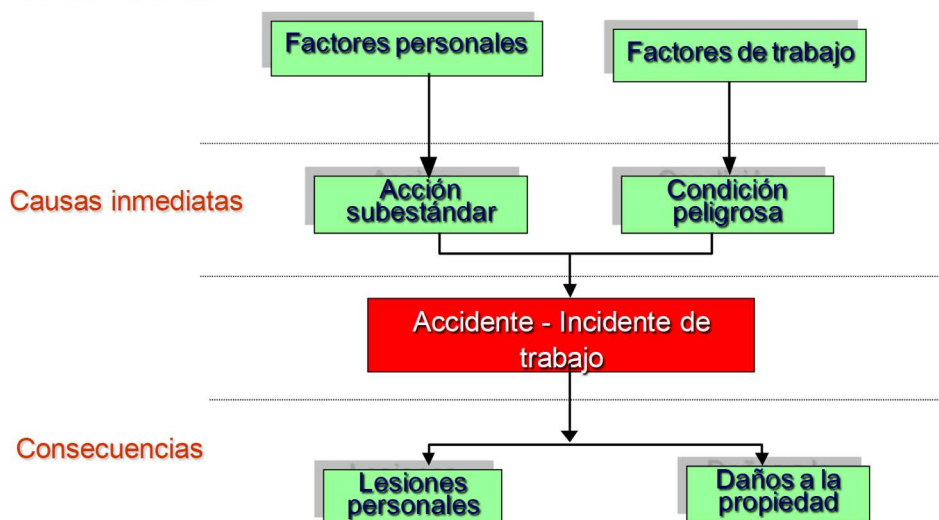 Factores personales
Factores de trabajo
Causas inmediatas
Acción
subestándar
Condición
peligrosa
Accidente - Incidente de
trabajo
Consecuencias
Lesiones
personales
Daños a la
propiedad